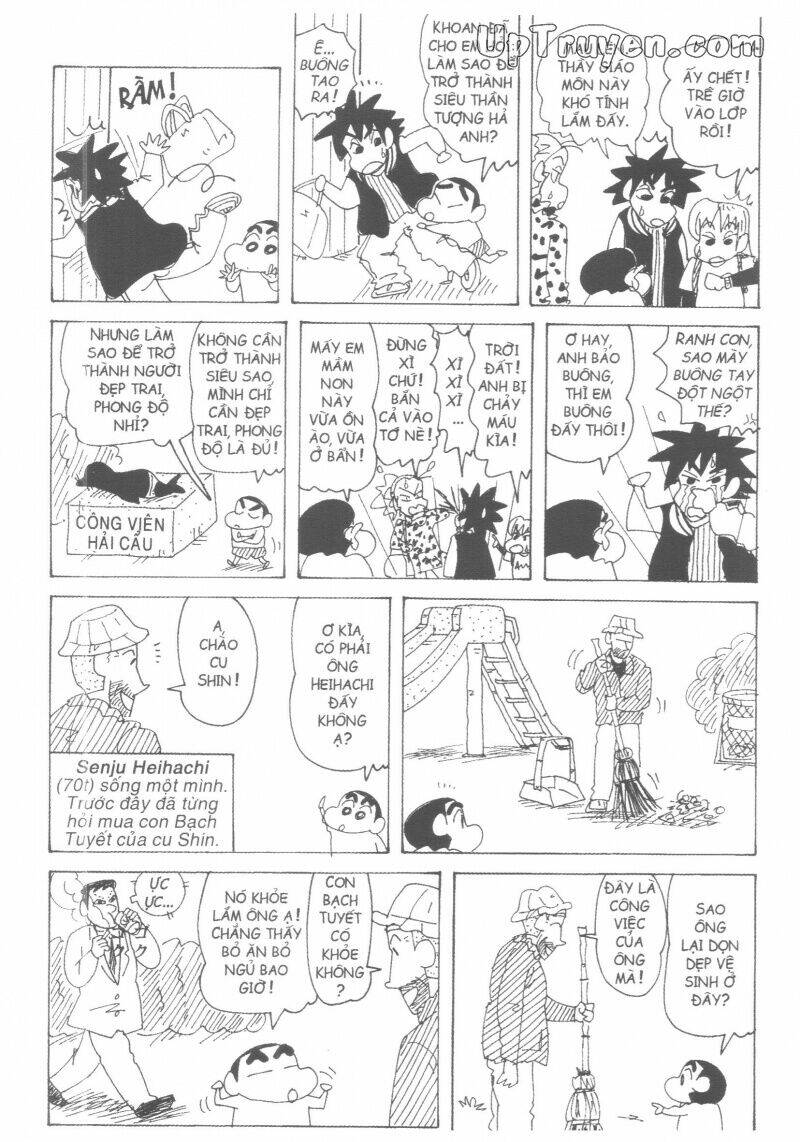 UpTruyen.com
ẤY CHẾT!
TRỄ GIỜ
VÀO LỚP
RỒI!
THẦY GIÁO
MÔN NÀY
KHÓ TÍNH
LẮM ĐẤY.
KHOAN ĐÃ
CHO EM HỎI
LÀM SAO ĐỂ
TRỞ THÀNH
SIÊU THẦN
TƯỢNG HẢ
ANH?
Ê...
BUÔNG
TAO
RA!
RẦM!
RANH CON,
SAO MÀY
BUÔNG TAY
ĐỘT NGỘT
THẾ?
Ơ HAY,
ANH BẢO
BUÔNG,
THÌ EM
BUÔNG
ĐẤY THÔI!
TRỜI
ĐẤT!
ANH BỊ
CHẢY
MÁU
KÌA!
XÌ
XÌ
XÌ
...
ĐỪNG
XÌ
CHỨ!
BẮN
CẢ VÀO
TỚ NÈ!
MẤY EM
MẦM
NON
NÀY
VỪA ỒN
ÀO, VỪA
Ở BẨN!
KHÔNG CẦN
TRỞ THÀNH
SIÊU SAO,
MÌNH CHỈ
CẦN ĐẸP
TRAI, PHONG
ĐỘ LÀ ĐỦ!
NHƯNG LÀM
SAO ĐỂ TRỞ
THÀNH NGƯỜI
ĐẸP TRAI,
PHONG ĐỘ
NHỈ?
CÔNG VIÊN
HẢI CẨU
Ơ KÌA,
CÓ PHẢI
ÔNG
HEIHACHI
ĐẤY
KHÔNG
Ạ?
A,
CHÀO
CU
SHIN!
Senju Heihachi
(70t) sống một mình.
Trước đây đã từng
hỏi mua con Bạch
Tuyết của cu Shin.
SAO
ÔNG
LẠI DỌN
DẸP VỆ
SINH Ở
ĐÂY?
ĐÂY LÀ
CÔNG
VIỆC
CỦA
ÔNG
MÀ!
CON
BẠCH
TUYẾT
CÓ
KHỎE
KHÔNG
?
NÓ KHỎE
LẮM ÔNG Ạ!
CHẲNG THẤY
BỎ ĂN BỎ
NGỦ BAO
GIỜ!
ỰC
ỰC...